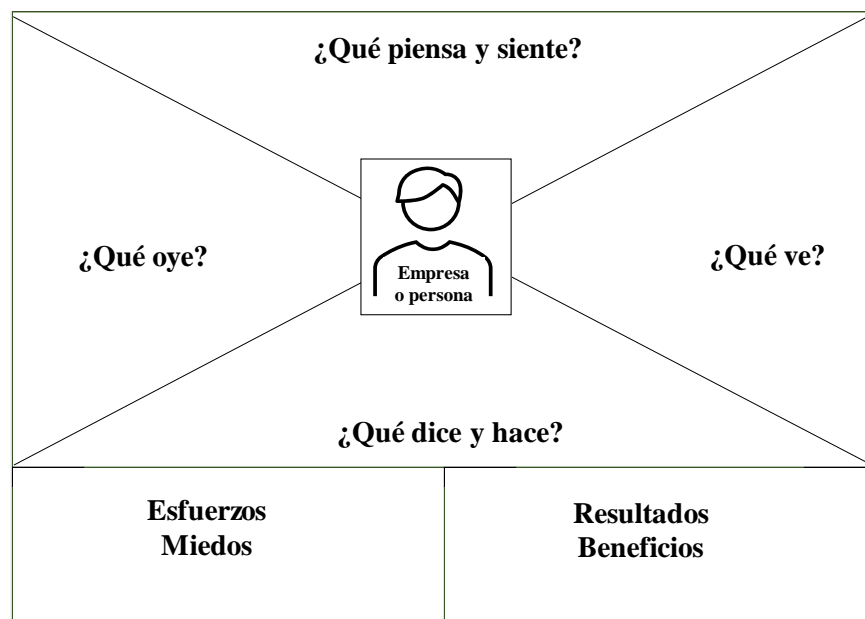 ¿Qué piensa y siente?
¿Qué oye?
Empresa
o persona
¿Qué ve?
¿Qué dice y hace?
Esfuerzos
Miedos
Resultados
Beneficios